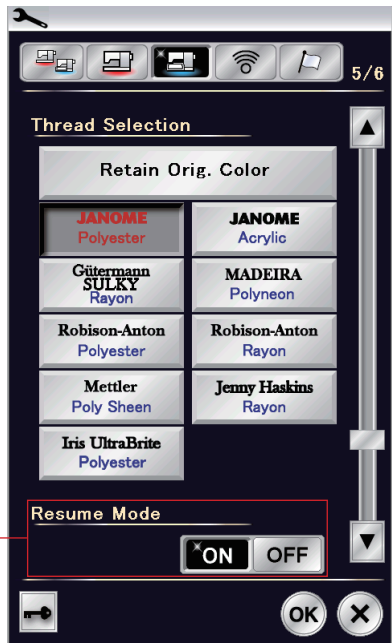 5/6
Thread Selection
Retain Orig. Color
JANOME
Polyester
JANOME
Acrylic
Gütermann
SULKY
Rayon
MADEIRA
Polyneon
Robison-Anton
Polyester
Robison-Anton
Rayon
Mettler
Poly Sheen
Jenny Haskins
Rayon
Iris UltraBrite
Polyester
Resume Mode
ON
OFF
OK